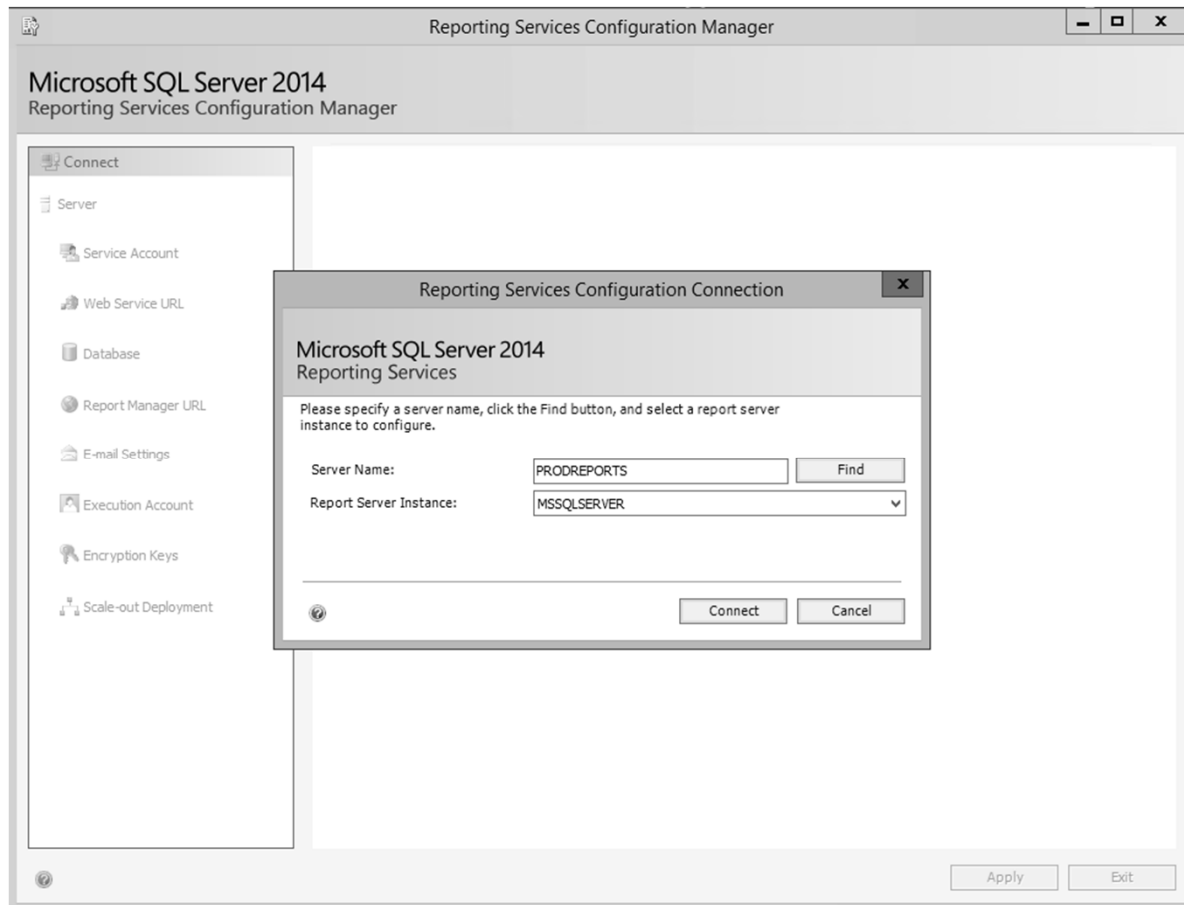 Reporting Services Configuration Manager
Microsoft SQL Server 2014
Reporting Services Configuration Manager
Connect
Server
Service Account
Web Service URL
Database
Report Manager URL
E-mail Settings
Execution Account
Encryption Keys
Scale-out Deployment
Reporting Services Configuration Connection
Microsoft SQL Server 2014
Reporting Services
Please specify a server name, click the Find button, and select a report server
instance to configure.
Server Name: PRODREPORTS Find
Report Server Instance: MSSQLSERVER
Connect Cancel
Apply Exit